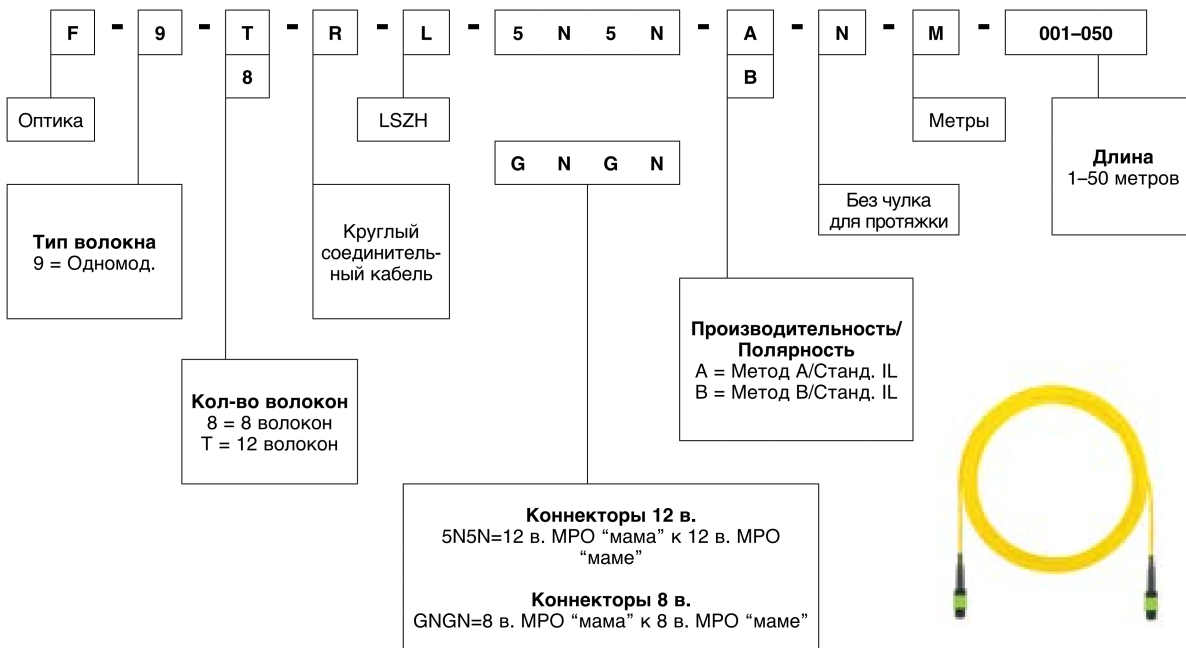 F - 9 - T - R - L - 5 N 5 N - A - N - M - 001–050
8
B
Оптика
LSZH
Метры
G N G N
Длина
1–50 метров
Тип волокна
9 = Одномод.
Круглый
соединитель-
ный кабель
Без чулка
для протяжки
Производительность/
Полярность
A = Метод A/Станд. IL
B = Метод B/Станд. IL
Кол-во волокон
8 = 8 волокон
T = 12 волокон
Коннекторы 12 в.
5N5N=12 в. MPO “мама” к 12 в. MPO
“маме”
Коннекторы 8 в.
GNGN=8 в. MPO “мама” к 8 в. MPO “маме”